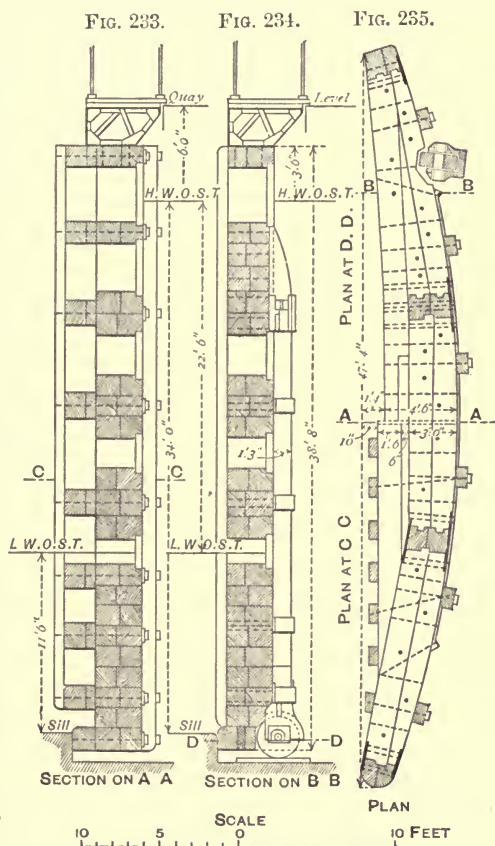 FIG. 233.
FIG. 234.
FIG. 235.
Quay
Level
6'.0"
3'.0"
H.W.O.S.T.
H.W.O.S.T.
B
B
PLAN AT D. D.
47'. 4"
22'. 6"
34'. 0"
38'. 8"
1'.3"
A
A
1'.1"
4'6"
10"
1'.6"
3'.0"
6"
C
C
L.W.O.S.T.
L.W.O.S.T.
11'.6"
PLAN AT C C
Sill
Sill
D
D
SECTION ON A A
SECTION ON B B
PLAN
SCALE
10
5
0
10 FEET